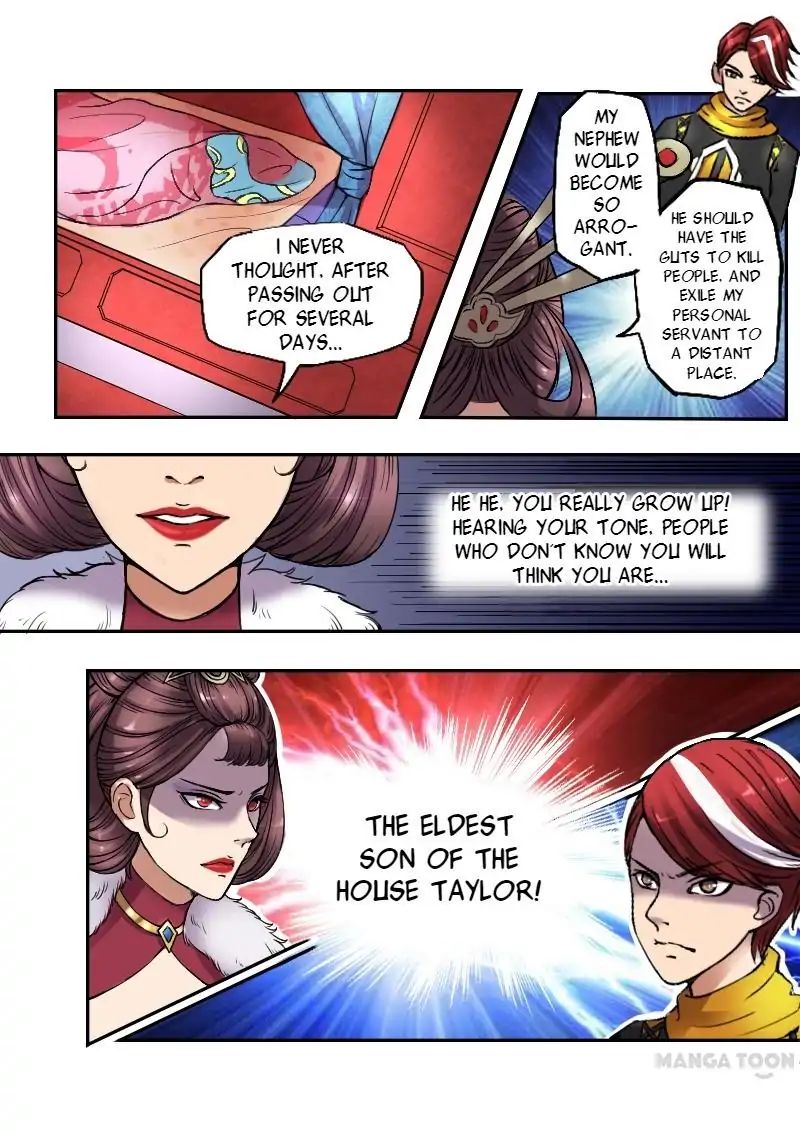 I NEVER
THOUGHT, AFTER
PASSING OUT
FOR SEVERAL
DAYS...
MY
NEPHEW
WOULD
BECOME
SO
ARRO-
GANT.
HE SHOULD
HAVE THE
GUTS TO KILL
PEOPLE, AND
EXILE MY
PERSONAL
SERVANT TO
A DISTANT
PLACE.
HE HE, YOU REALLY GROW UP!
HEARING YOUR TONE, PEOPLE
WHO DON'T KNOW YOU WILL
THINK YOU ARE...
THE ELDEST
SON OF THE
HOUSE TAYLOR!
MANGA TOON